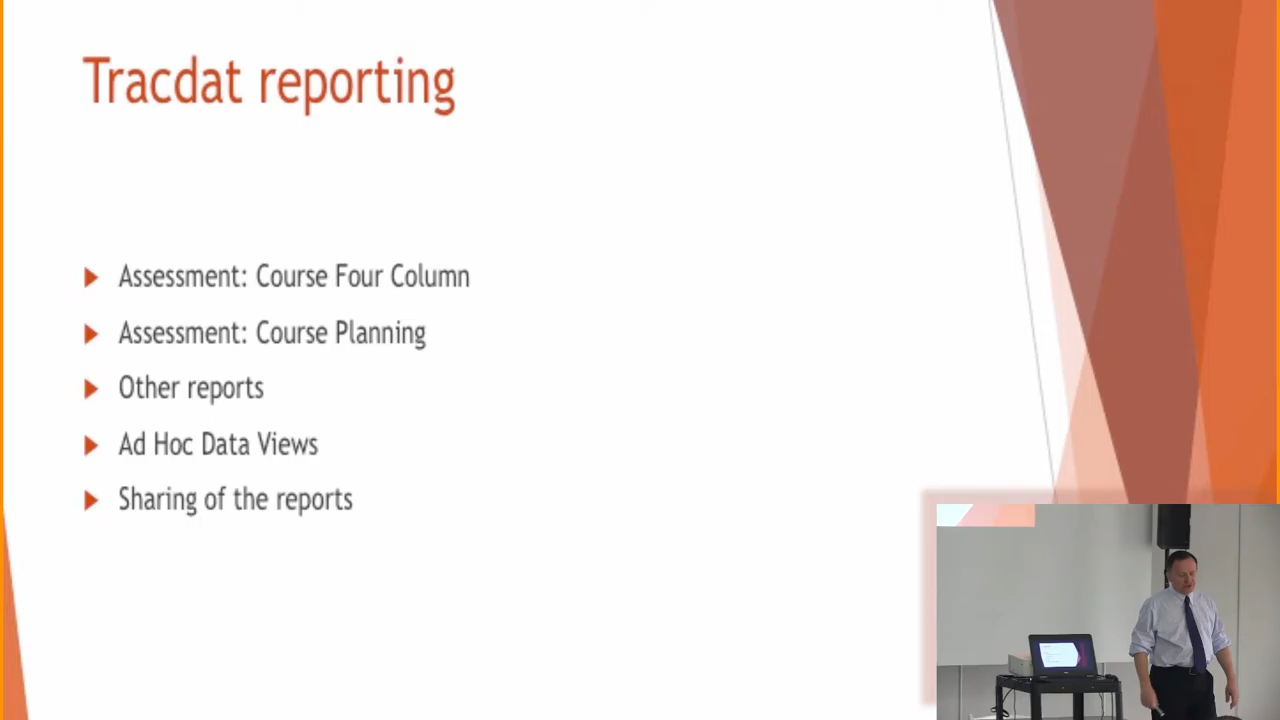 Tracdat reporting
Assessment: Course Four Column
Assessment: Course Planning
Other reports
Ad Hoc Data Views
Sharing of the reports